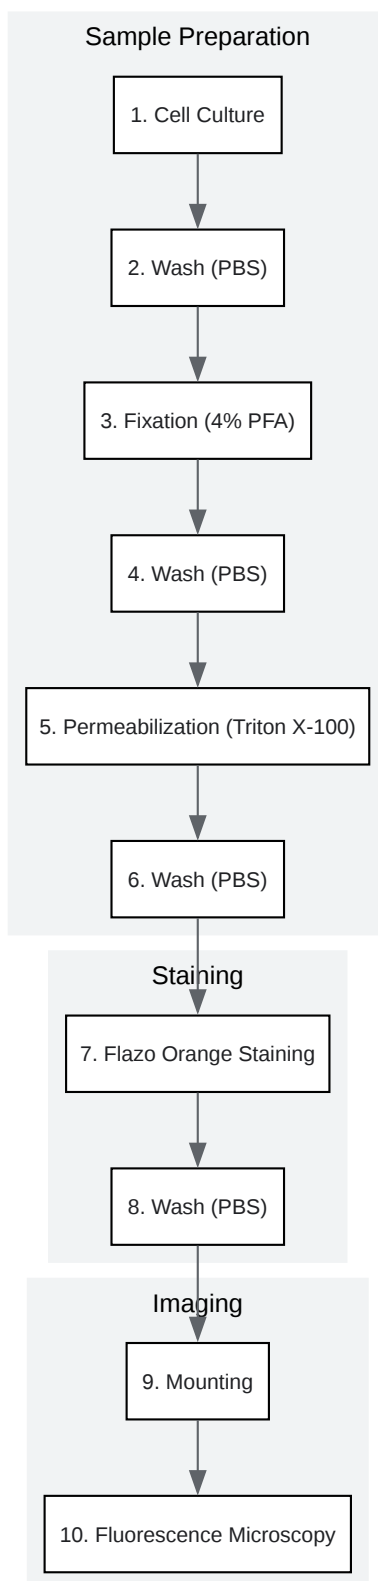 Sample Preparation
1. Cell Culture
2. Wash (PBS)
3. Fixation (4% PFA)
4. Wash (PBS)
5. Permeabilization (Triton X-100)
6. Wash (PBS)
Staining
7. Flazo Orange Staining
8. Wash (PBS)
Imaging
9. Mounting
10. Fluorescence Microscopy